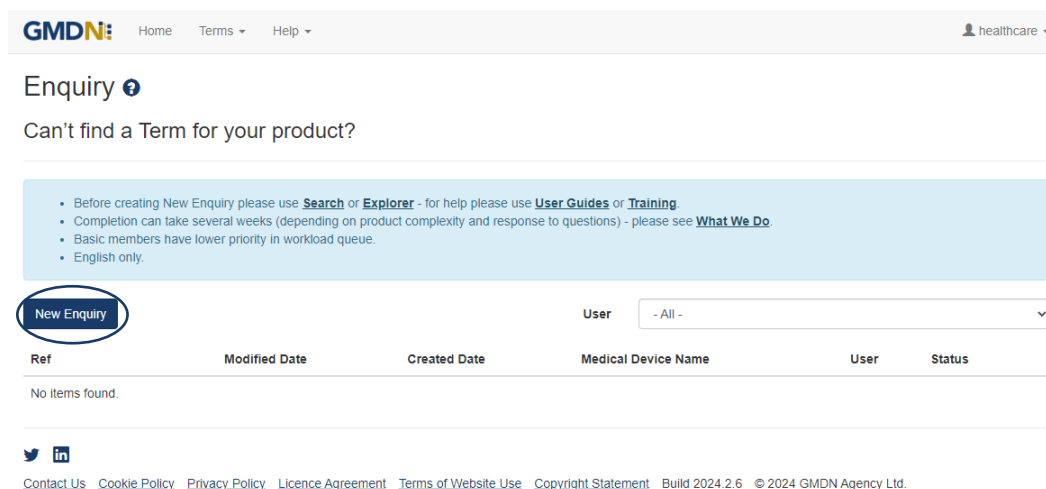 GMDN Home Terms Help healthcare
Enquiry ?
Can't find a Term for your product?
Before creating New Enquiry please use Search or Explorer - for help please use User Guides or Training.
Completion can take several weeks (depending on product complexity and response to questions) - please see What We Do.
Basic members have lower priority in workload queue.
English only.
New Enquiry User - All -
Ref Modified Date Created Date Medical Device Name User Status
No items found.
in
Contact Us Cookie Policy Privacy Policy Licence Agreement Terms of Website Use Copyright Statement Build 2024.2.6 © 2024 GMDN Agency Ltd.